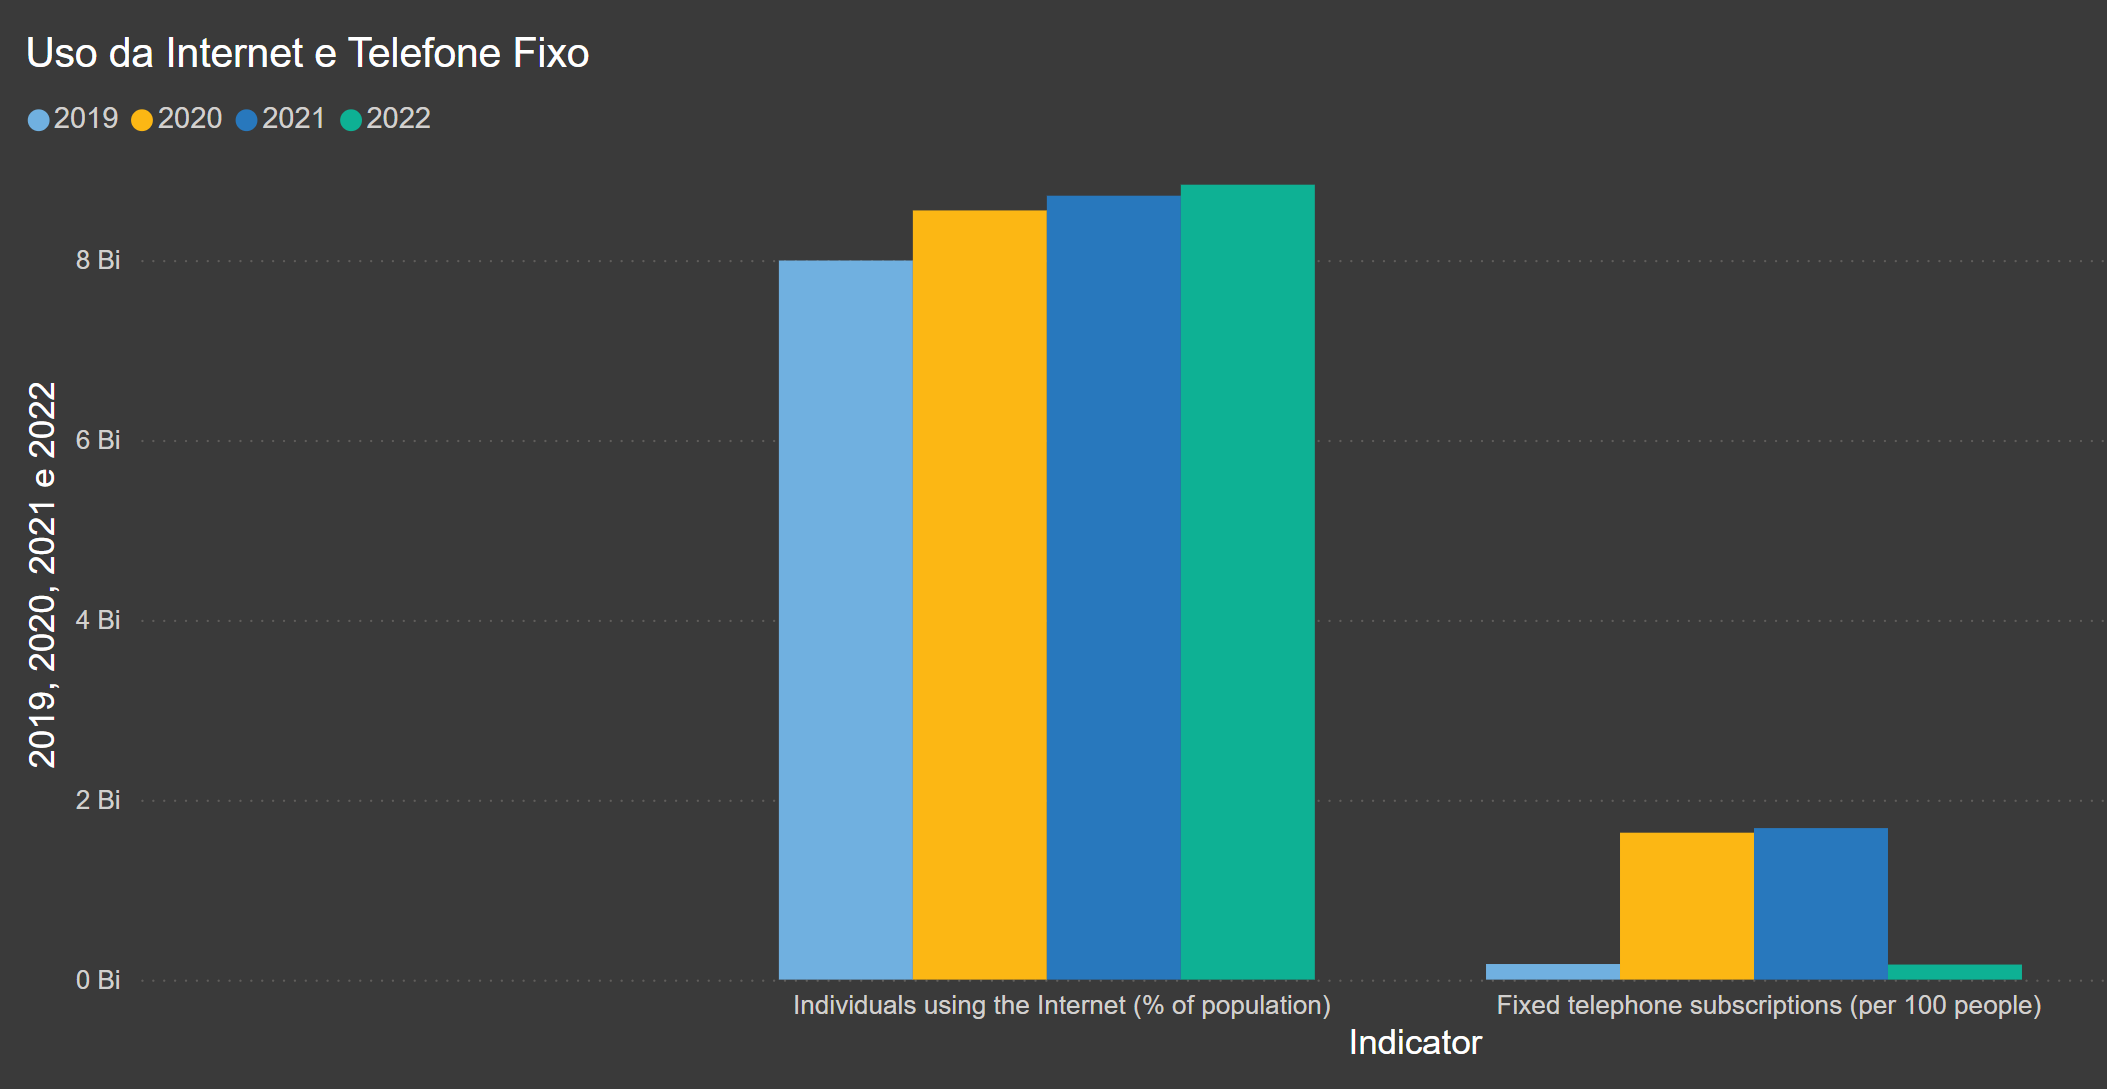 Uso da Internet e Telefone Fixo
2019 2020 2021 2022
2019, 2020, 2021 e 2022
8 Bi
6 Bi
4 Bi
2 Bi
0 Bi
Individuals using the Internet (% of population)
Fixed telephone subscriptions (per 100 people)
Indicator